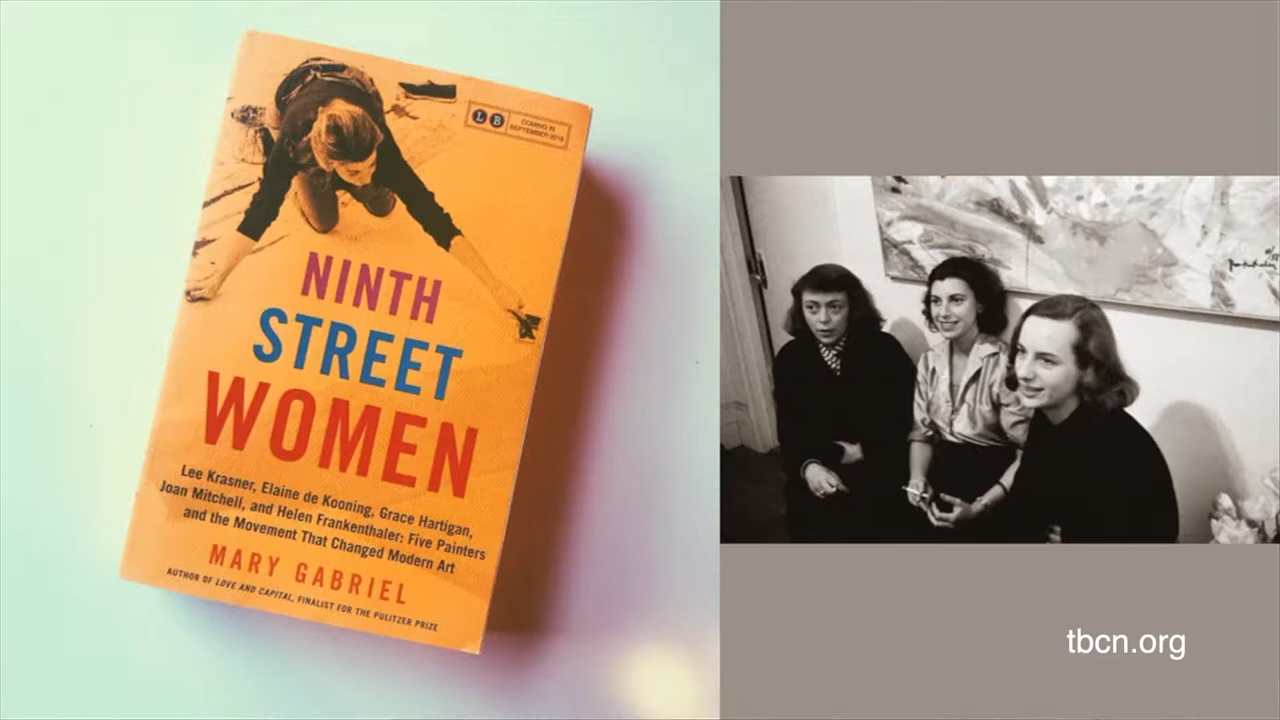 L B
COMING IN
SEPTEMBER 2018
NINTH
STREET
WOMEN
Lee Krasner, Elaine de Kooning, Grace Hartigan,
Joan Mitchell, and Helen Frankenthaler: Five Painters
and the Movement That Changed Modern Art
MARY GABRIEL
AUTHOR OF LOVE AND CAPITAL, FINALIST FOR THE PULITZER PRIZE
tbcn.org